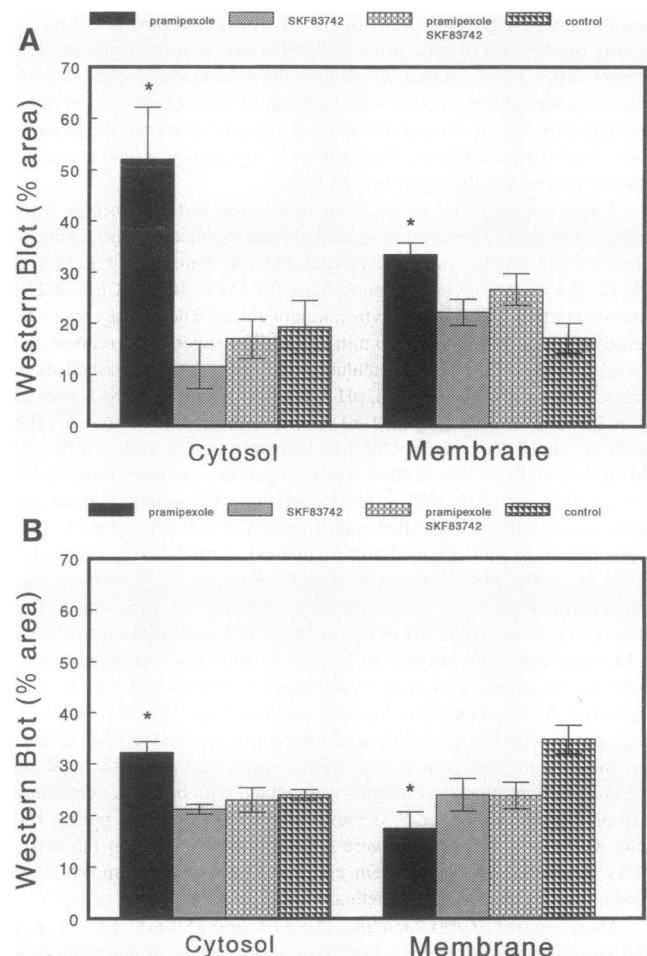 pramipexole SKF83742 pramipexole control
SKF83742
A
70
60
50
40
30
20
10
0
Western Blot (% area)
*
*
Cytosol Membrane
pramipexole SKF83742 pramipexole control
SKF83742
B
70
60
50
40
30
20
10
0
Western Blot (% area)
*
*
Cytosol Membrane